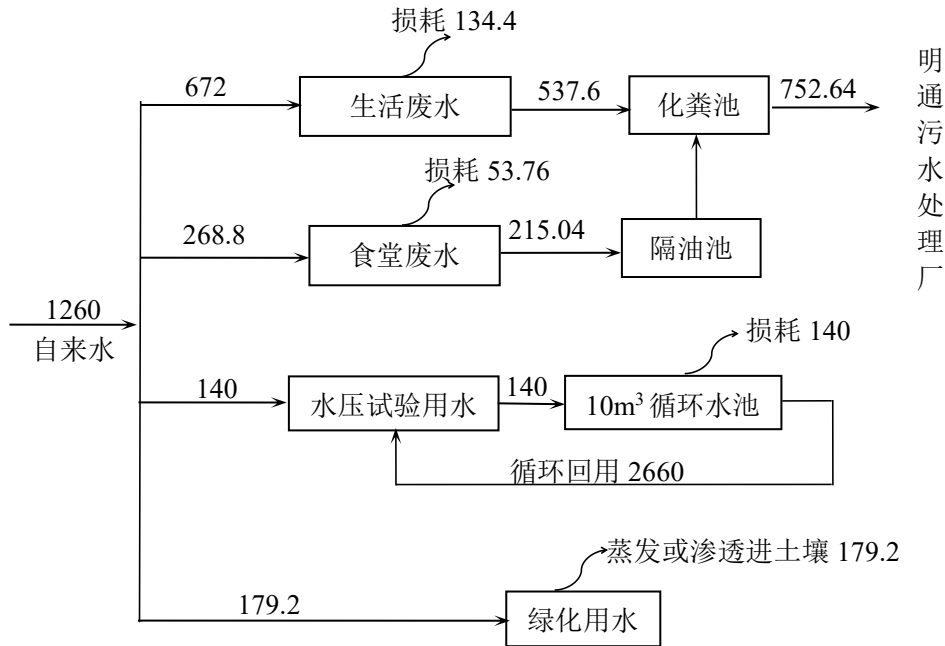 损耗 134.4
672
生活废水
537.6
化粪池
752.64
明通污水处理厂
损耗 53.76
268.8
食堂废水
215.04
隔油池
1260
自来水
损耗 140
140
水压试验用水
140
10m³ 循环水池
循环回用 2660
蒸发或渗透进土壤 179.2
179.2
绿化用水